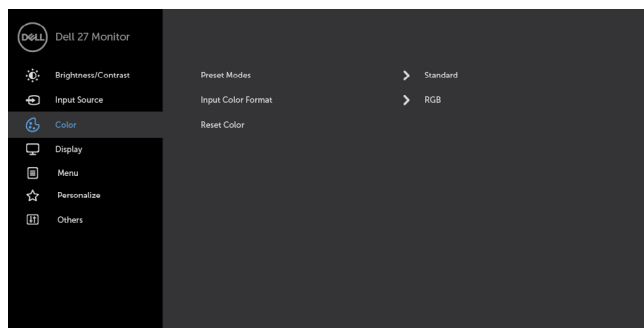 DELL Dell 27 Monitor
Brightness/Contrast Preset Modes Standard
Input Source Input Color Format RGB
Color Reset Color
Display
Menu
Personalize
Others